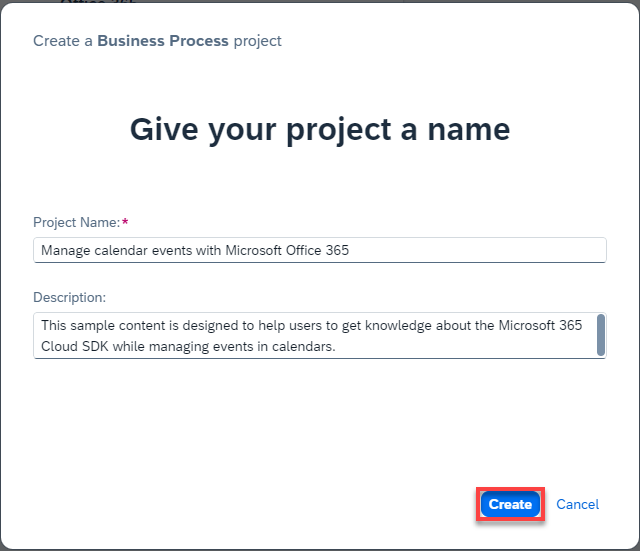 Create a Business Process project
Give your project a name
Project Name:*
Manage calendar events with Microsoft Office 365
Description:
This sample content is designed to help users to get knowledge about the Microsoft 365
Cloud SDK while managing events in calendars.
Create Cancel